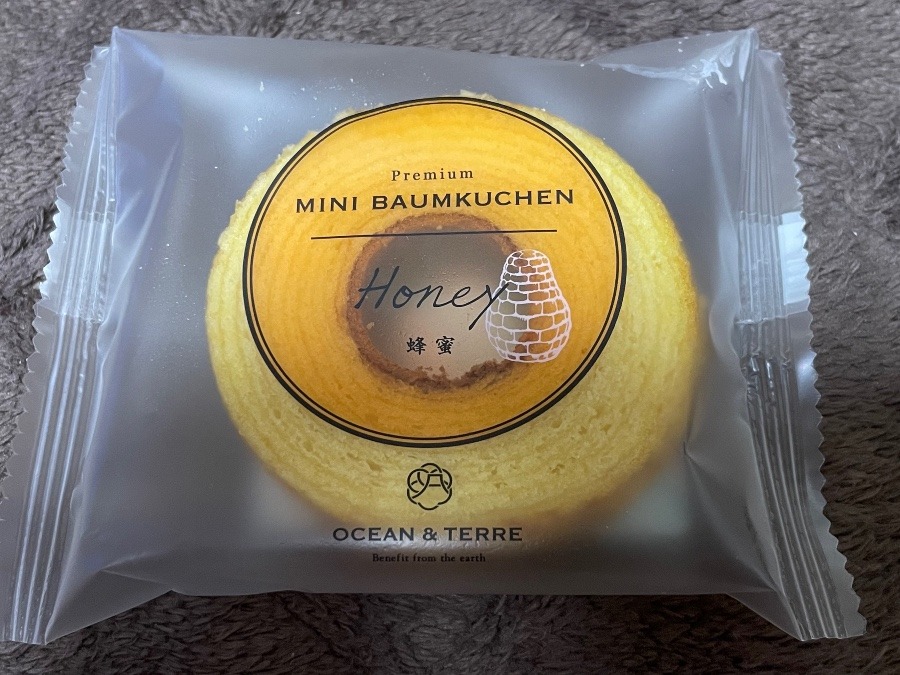 Premium
MINI BAUMKUCHEN
Honey
蜂蜜
OCEAN & TERRE
Benefit from the earth